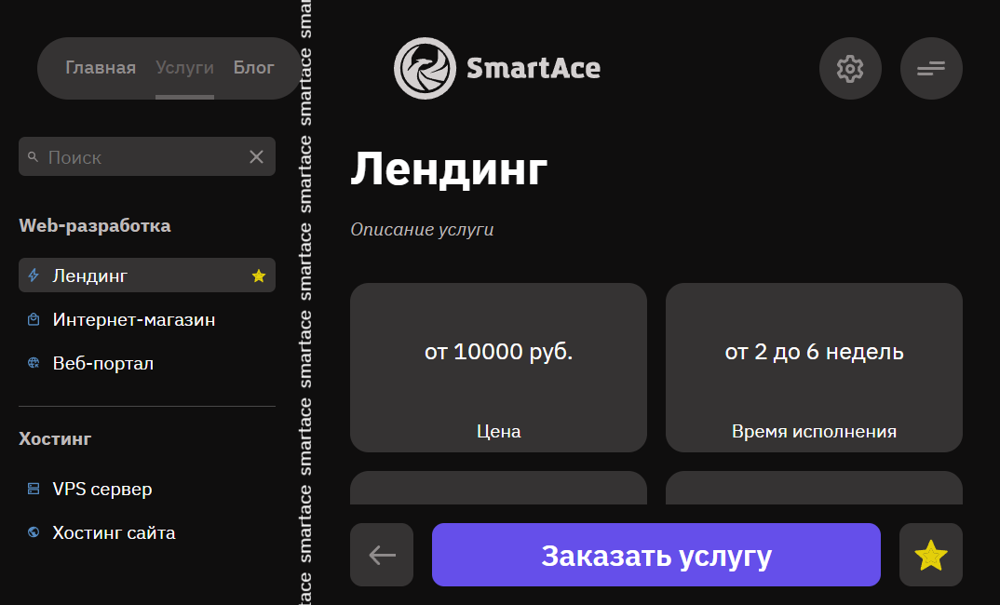 Главная Услуги Блог
Поиск
Web-разработка
Лендинг
Интернет-магазин
Веб-портал
Хостинг
VPS сервер
Хостинг сайта
smartace smartace smartace smartace smartace smartace smartace
SmartAce
Лендинг
Описание услуги
от 10000 руб.
Цена
от 2 до 6 недель
Время исполнения
Заказать услугу